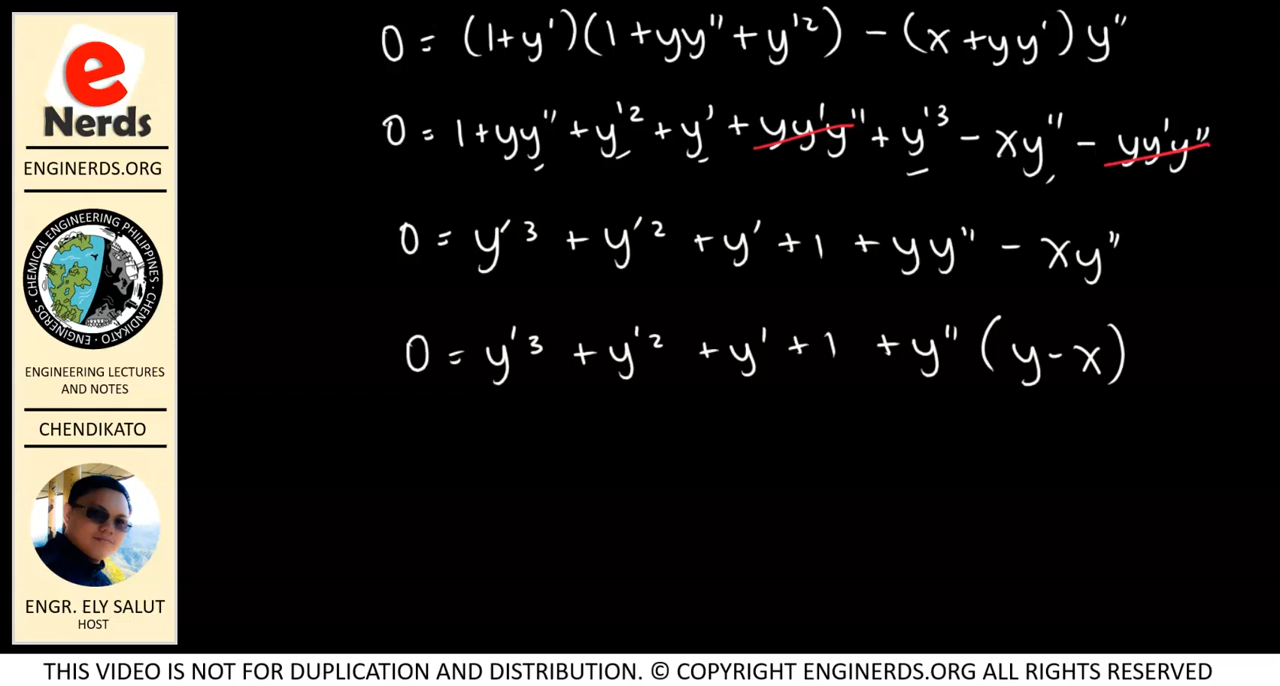 e
Nerds
ENGINERDS.ORG
CHEMICAL ENGINEERING PHILIPPINES
· CHENDIKATO · ENGINERDS ·
ENGINEERING LECTURES
AND NOTES
CHENDIKATO
ENGR. ELY SALUT
HOST
0 = (1+y')(1+yy''+y'²) - (x+yy')y''
0 = 1+yy''+y'²+y'+yy'y''+y'³-xy''-yy'y''
0 = y'³+y'²+y'+1+yy''-xy''
0 = y'³+y'²+y'+1+y''(y-x)
THIS VIDEO IS NOT FOR DUPLICATION AND DISTRIBUTION. © COPYRIGHT ENGINERDS.ORG ALL RIGHTS RESERVED